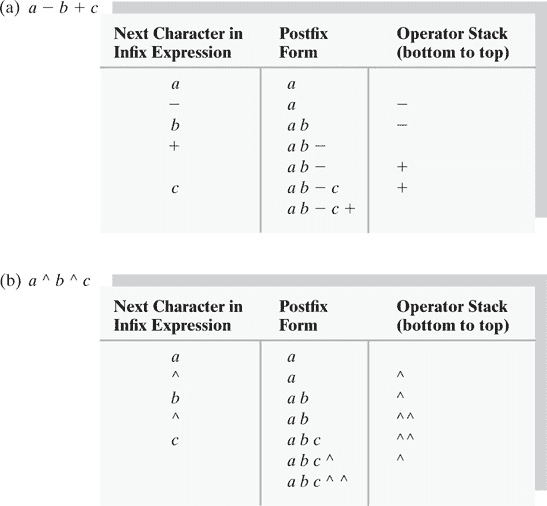 (a) a − b + c
Next Character in Infix Expression Postfix Form Operator Stack (bottom to top)
a a
− a −
b a b −
+ a b −
a b − +
c a b − c +
a b − c +
(b) a ^ b ^ c
Next Character in Infix Expression Postfix Form Operator Stack (bottom to top)
a a
^ a ^
b a b ^
^ a b ^ ^
c a b c ^ ^
a b c ^ ^
a b c ^ ^